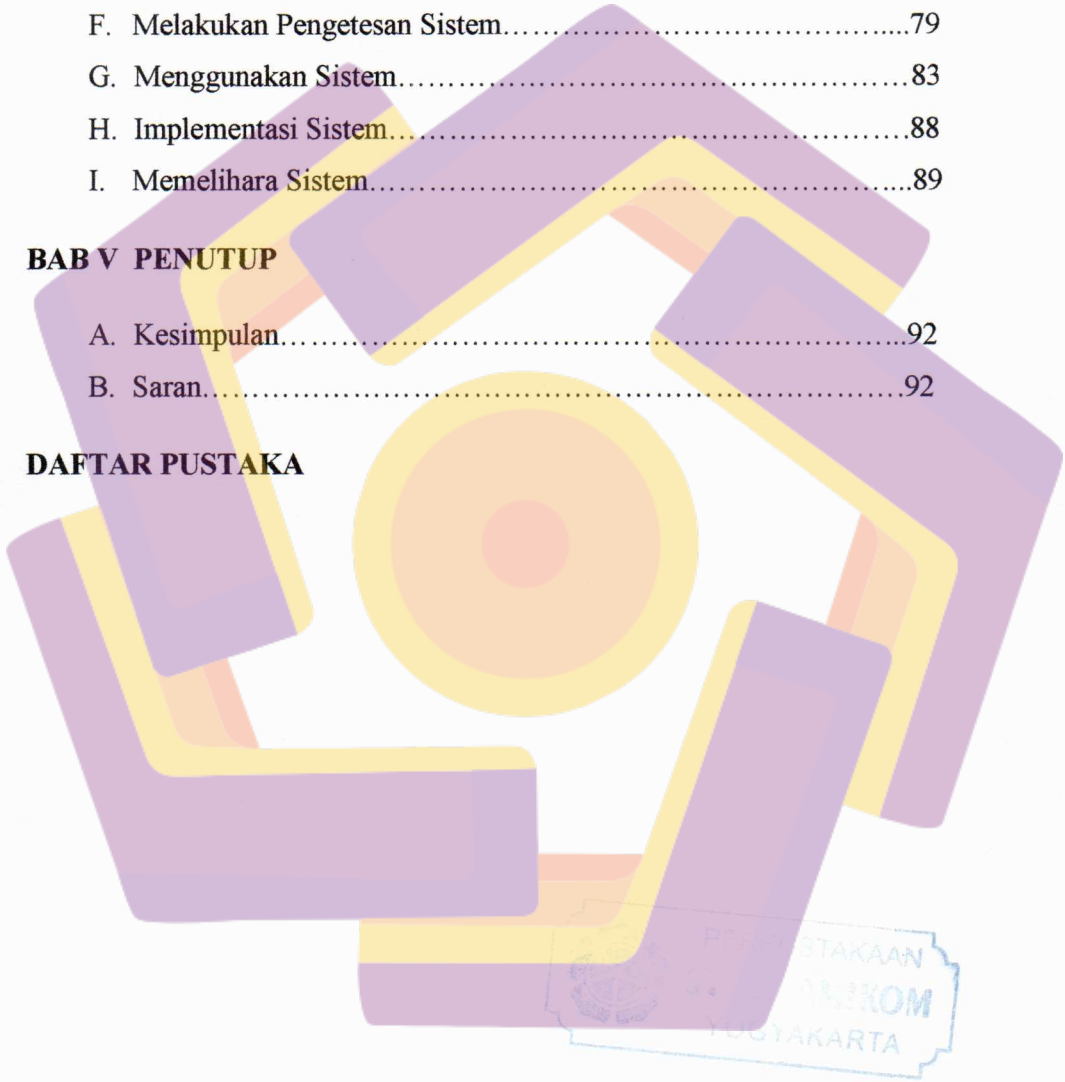 F. Melakukan Pengetesan Sistem……………………………………....79
G. Menggunakan Sistem………………………………………………..83
H. Implementasi Sistem…………………………………………………88
I. Memelihara Sistem…………………………………………………....89
BAB V PENUTUP
A. Kesimpulan…………………………………………………………..92
B. Saran…………………………………………………………………92
DAFTAR PUSTAKA
YOGYAKARTA